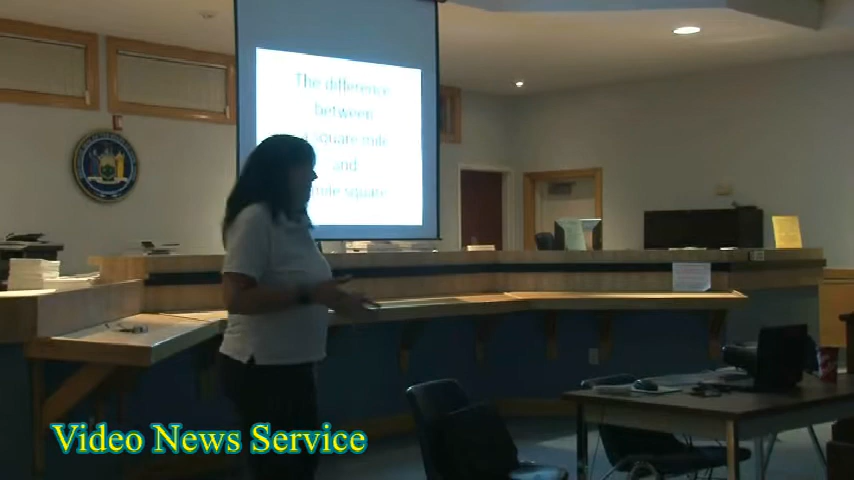 The difference
between
square mile
and
mile square
Video News Service